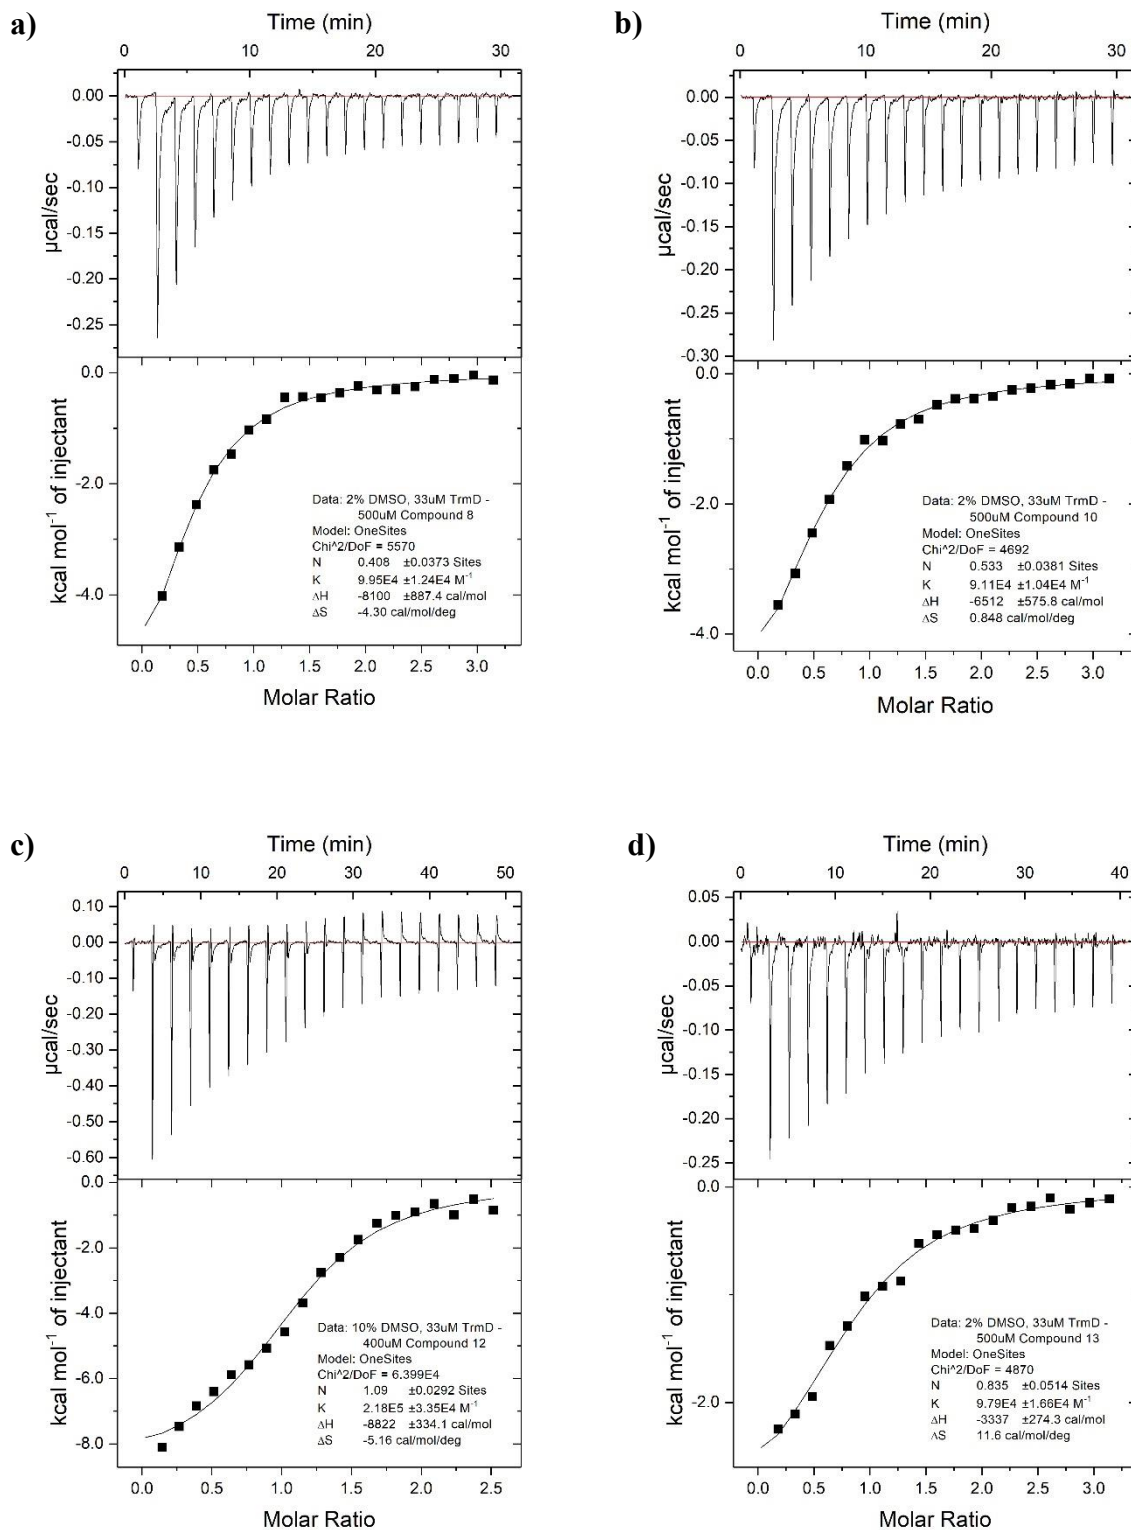 a)
Time (min)
0 10 20 30
0.00
-0.05
-0.10
-0.15
-0.20
-0.25
µcal/sec
0.0
-2.0
-4.0
kcal mol⁻¹ of injectant
Data: 2% DMSO, 33uM TrmD -
500uM Compound 8
Model: OneSites
Chi^2/DoF = 5570
N 0.408 ±0.0373 Sites
K 9.95E4 ±1.24E4 M⁻¹
ΔH -8100 ±887.4 cal/mol
ΔS -4.30 cal/mol/deg
0.0 0.5 1.0 1.5 2.0 2.5 3.0
Molar Ratio
b)
Time (min)
0 10 20 30
0.00
-0.05
-0.10
-0.15
-0.20
-0.25
-0.30
µcal/sec
0.0
-2.0
-4.0
kcal mol⁻¹ of injectant
Data: 2% DMSO, 33uM TrmD -
500uM Compound 10
Model: OneSites
Chi^2/DoF = 4692
N 0.533 ±0.0381 Sites
K 9.11E4 ±1.04E4 M⁻¹
ΔH -6512 ±575.8 cal/mol
ΔS 0.848 cal/mol/deg
0.0 0.5 1.0 1.5 2.0 2.5 3.0
Molar Ratio
c)
Time (min)
0 10 20 30 40 50
0.10
0.00
-0.10
-0.20
-0.30
-0.40
-0.50
-0.60
µcal/sec
0.0
-2.0
-4.0
-6.0
-8.0
kcal mol⁻¹ of injectant
Data: 10% DMSO, 33uM TrmD -
400uM Compound 12
Model: OneSites
Chi^2/DoF = 6.399E4
N 1.09 ±0.0292 Sites
K 2.18E5 ±3.35E4 M⁻¹
ΔH -8822 ±334.1 cal/mol
ΔS -5.16 cal/mol/deg
0.0 0.5 1.0 1.5 2.0 2.5
Molar Ratio
d)
Time (min)
0 10 20 30 40
0.05
0.00
-0.05
-0.10
-0.15
-0.20
-0.25
µcal/sec
0.0
-2.0
kcal mol⁻¹ of injectant
Data: 2% DMSO, 33uM TrmD -
500uM Compound 13
Model: OneSites
Chi^2/DoF = 4870
N 0.835 ±0.0514 Sites
K 9.79E4 ±1.66E4 M⁻¹
ΔH -3337 ±274.3 cal/mol
ΔS 11.6 cal/mol/deg
0.0 0.5 1.0 1.5 2.0 2.5 3.0
Molar Ratio